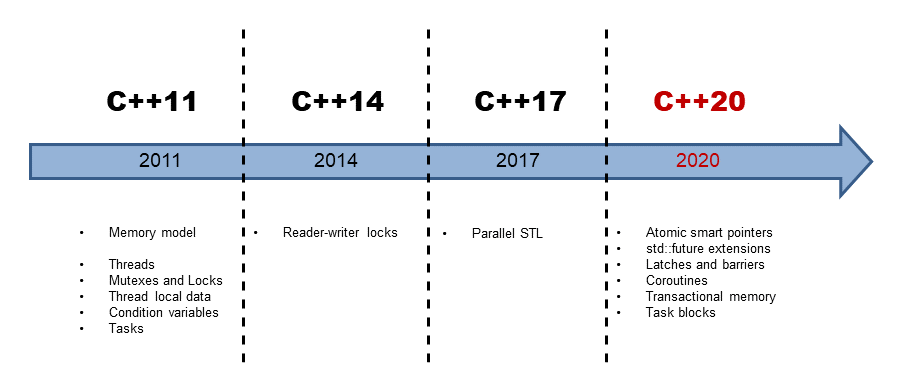 C++11
C++14
C++17
C++20
2011
2014
2017
2020
• Memory model
• Threads
• Mutexes and Locks
• Thread local data
• Condition variables
• Tasks
• Reader-writer locks
• Parallel STL
• Atomic smart pointers
• std::future extensions
• Latches and barriers
• Coroutines
• Transactional memory
• Task blocks